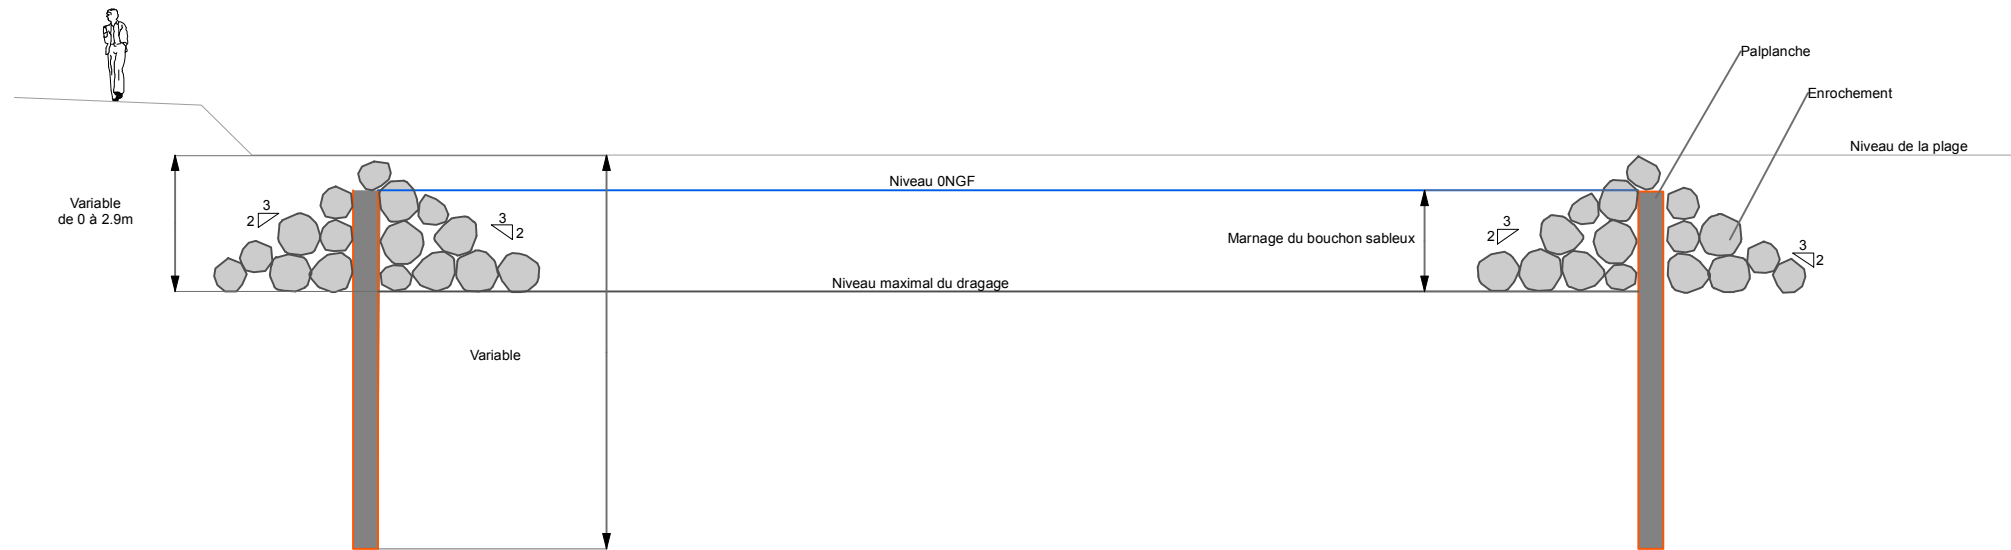 Palplanche
Enrochement
Niveau de la plage
Niveau 0NGF
Variable
de 0 à 2.9m
3
2
3
2
3
2
3
2
Marnage du bouchon sableux
Niveau maximal du dragage
Variable